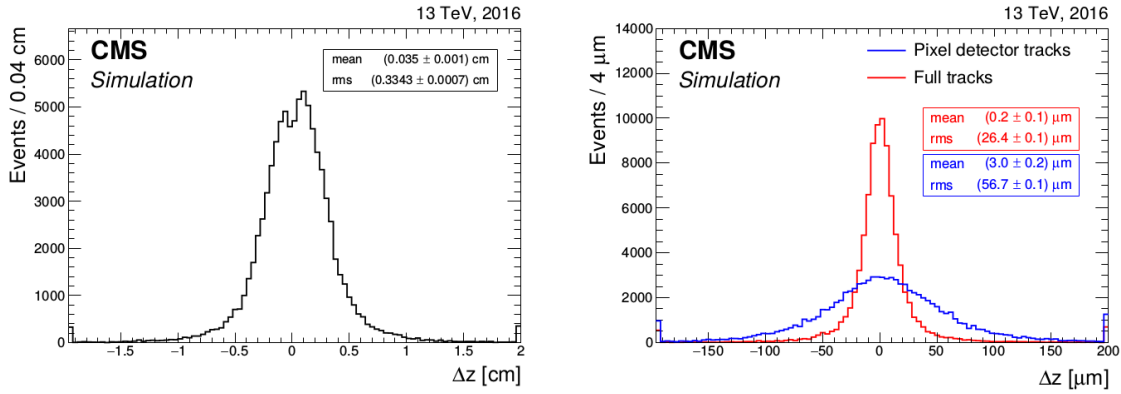 13 TeV, 2016
CMS
Simulation
mean (0.035 ± 0.001) cm
rms (0.3343 ± 0.0007) cm
Events / 0.04 cm
6000
5000
4000
3000
2000
1000
0
−1.5 −1 −0.5 0 0.5 1 1.5 2
Δz [cm]
13 TeV, 2016
CMS
Simulation
Pixel detector tracks
Full tracks
mean (0.2 ± 0.1) μm
rms (26.4 ± 0.1) μm
mean (3.0 ± 0.2) μm
rms (56.7 ± 0.1) μm
Events / 4 μm
14000
12000
10000
8000
6000
4000
2000
0
−150 −100 −50 0 50 100 150 200
Δz [μm]